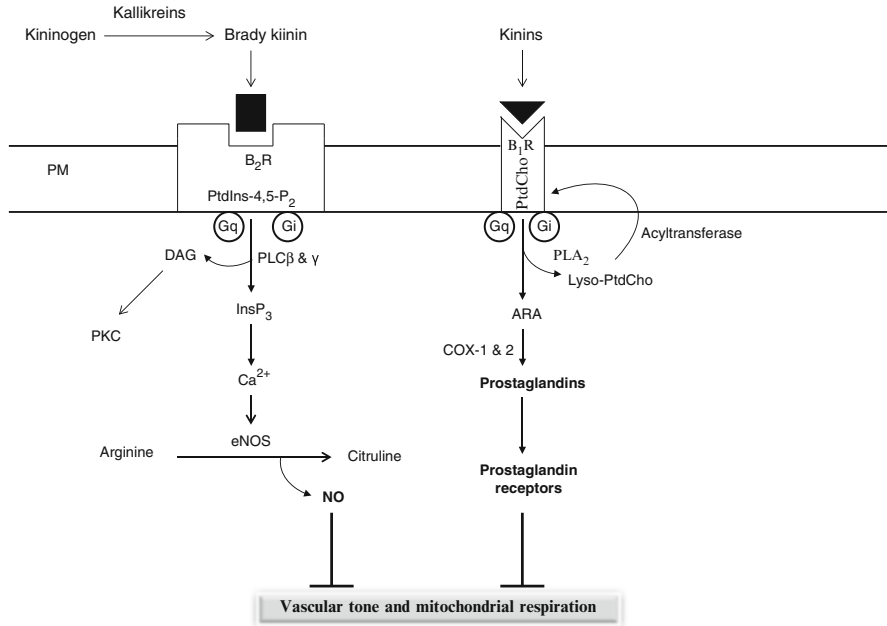 Kallikreins
Kininogen
Brady kiinin
Kinins
PM
B₂R
B₁R
PtdCho
PtdIns-4,5-P₂
Gq
Gi
Gq
Gi
Acyltransferase
DAG
PLCβ & γ
PLA₂
Lyso-PtdCho
PKC
InsP₃
ARA
COX-1 & 2
Ca²⁺
Prostaglandins
Arginine
eNOS
Citruline
NO
Prostaglandin
receptors
Vascular tone and mitochondrial respiration